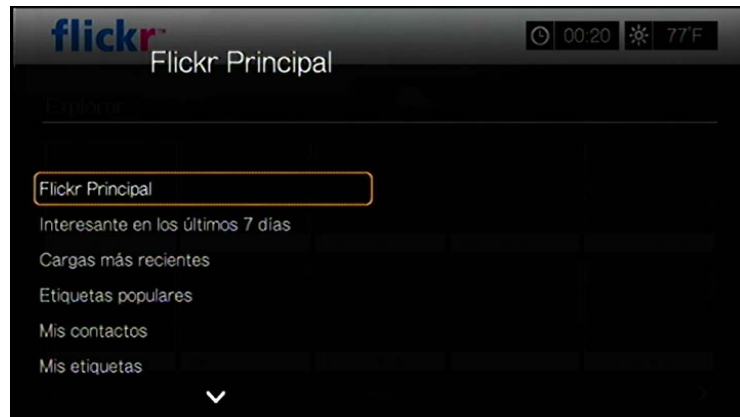 flickr
00:20 77°F
Flickr Principal
Explorar
Flickr Principal
Interesante en los últimos 7 días
Cargas más recientes
Etiquetas populares
Mis contactos
Mis etiquetas